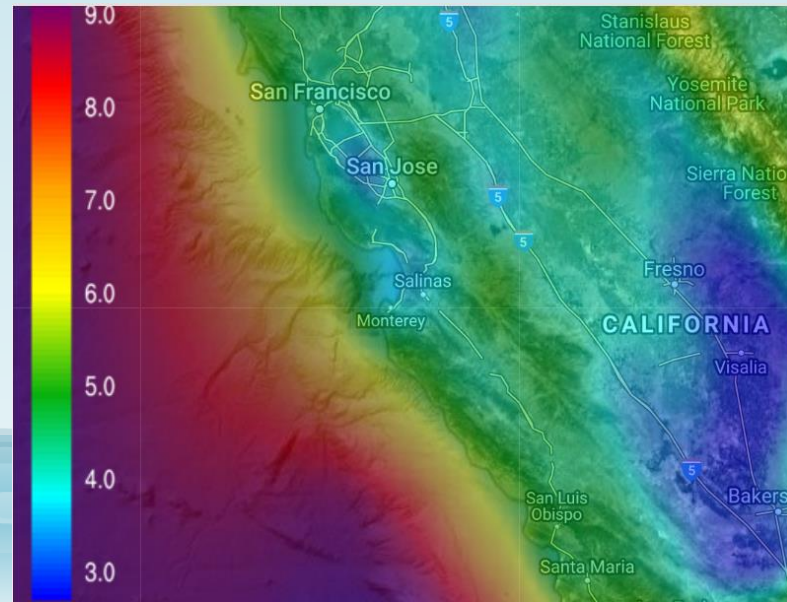 9.0
8.0
7.0
6.0
5.0
4.0
3.0
5
Stanislaus
National Forest
San Francisco
Yosemite
National Park
San Jose
Sierra Natio
Forest
5
5
Fresno
Salinas
Monterey
CALIFORNIA
Visalia
5
Bakers
San Luis
Obispo
Santa Maria